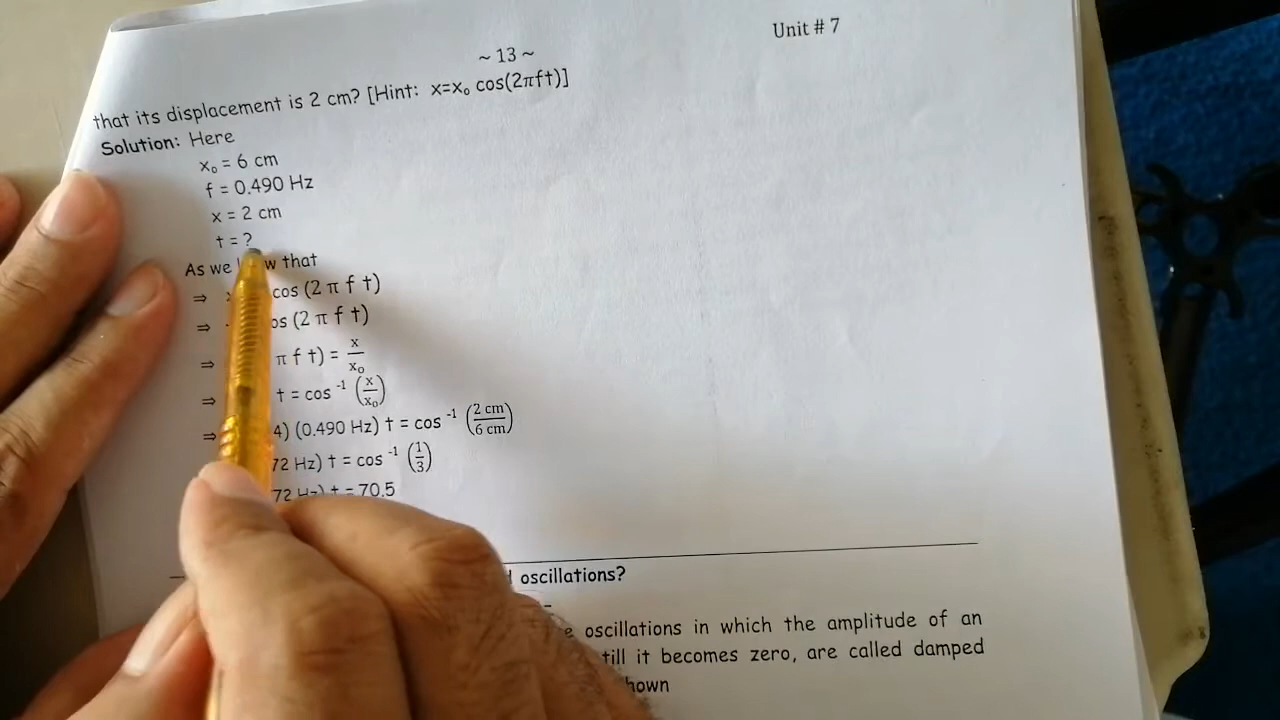 Unit # 7
~ 13 ~
that its displacement is 2 cm? [Hint: x=x₀ cos(2πft)]
Solution: Here
x₀ = 6 cm
f = 0.490 Hz
x = 2 cm
t = ?
As we that
⇒ cos (2 π f t)
⇒ (2 π f t)
⇒ π f t) = x/x₀
⇒ t = cos⁻¹ (x/x₀)
⇒ 4) (0.490 Hz) t = cos⁻¹ (2 cm/6 cm)
72 Hz) t = cos⁻¹ (1/3)
72 Hz) t = 70.5
oscillations?
oscillations in which the amplitude of an
till it becomes zero, are called damped